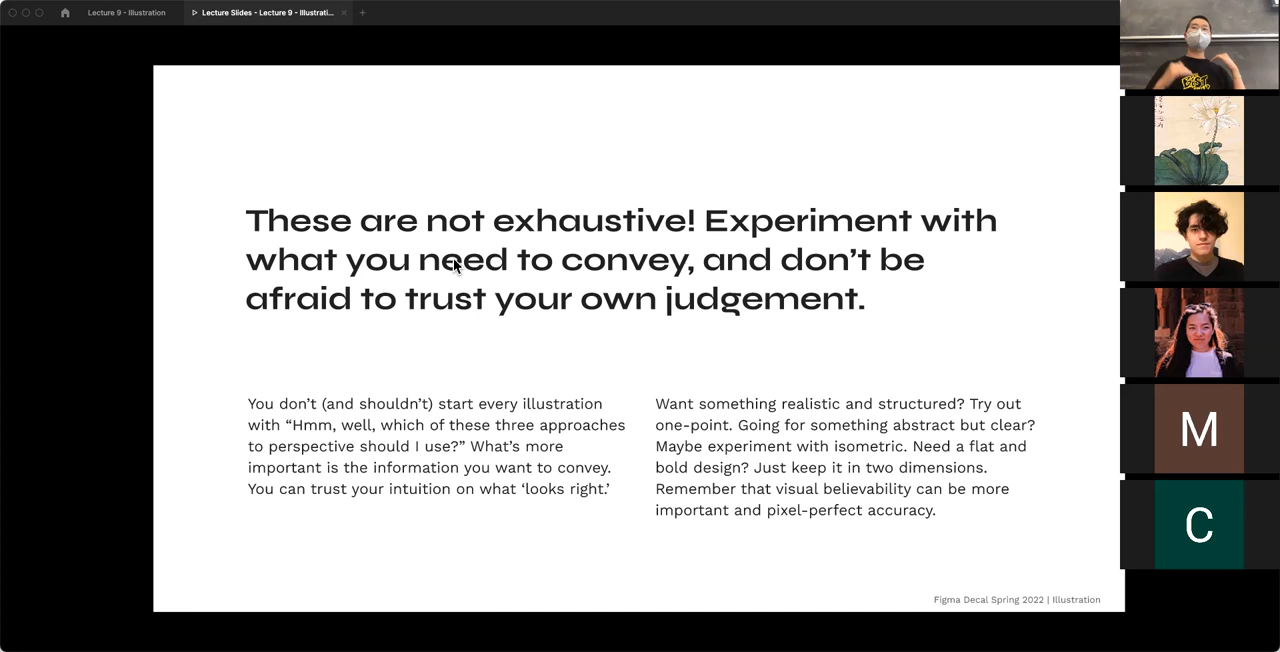 Lecture 9 - Illustration
Lecture Slides - Lecture 9 - Illustrati...
These are not exhaustive! Experiment with
what you need to convey, and don’t be
afraid to trust your own judgement.
You don’t (and shouldn’t) start every illustration
with “Hmm, well, which of these three approaches
to perspective should I use?” What’s more
important is the information you want to convey.
You can trust your intuition on what ‘looks right.’
Want something realistic and structured? Try out
one-point. Going for something abstract but clear?
Maybe experiment with isometric. Need a flat and
bold design? Just keep it in two dimensions.
Remember that visual believability can be more
important and pixel-perfect accuracy.
Figma Decal Spring 2022 | Illustration
M
C